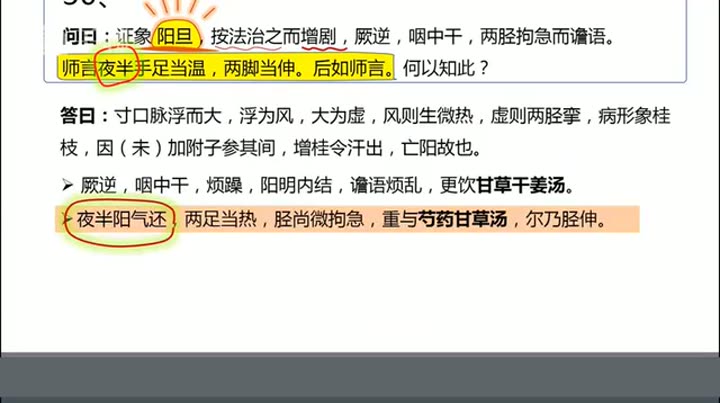 30、
问曰：证象阳旦，按法治之而增剧，厥逆，咽中干，两胫拘急而谵语。
师言夜半手足当温，两脚当伸。后如师言。何以知此？
答曰：寸口脉浮而大，浮为风，大为虚，风则生微热，虚则两胫挛，病形象桂
枝，因（未）加附子参其间，增桂令汗出，亡阳故也。
➢ 厥逆，咽中干，烦躁，阳明内结，谵语烦乱，更饮甘草干姜汤。
➢ 夜半阳气还，两足当热，胫尚微拘急，重与芍药甘草汤，尔乃胫伸。